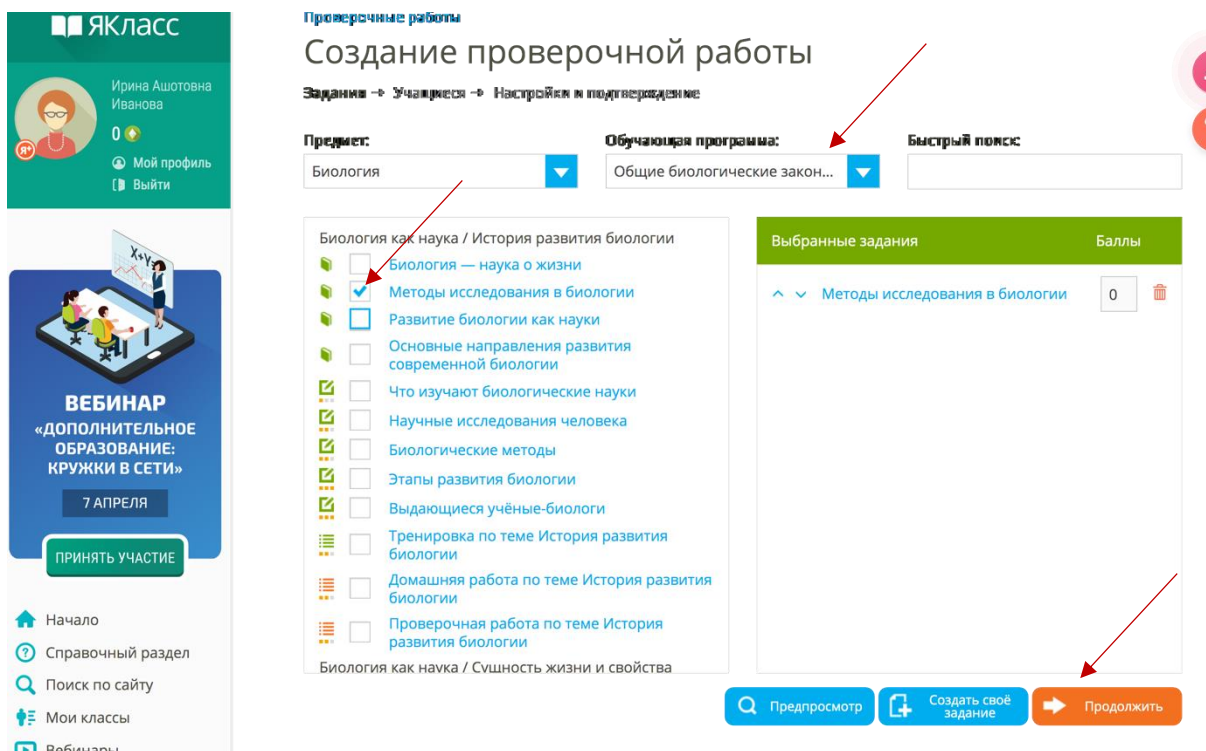 ЯКласс
Ирина Ашотовна
Иванова
0
Я+
Мой профиль
Выйти
X+Y=
ВЕБИНАР
«ДОПОЛНИТЕЛЬНОЕ
ОБРАЗОВАНИЕ:
КРУЖКИ В СЕТИ»
7 АПРЕЛЯ
ПРИНЯТЬ УЧАСТИЕ
Начало
Справочный раздел
Поиск по сайту
Мои классы
Вебинары
Проверочные работы
Создание проверочной работы
Задания → Учащиеся → Настройки и подтверждение
Предмет: Обучающая программа: Быстрый поиск:
Биология Общие биологические закон...
Биология как наука / История развития биологии
Биология — наука о жизни
Методы исследования в биологии
Развитие биологии как науки
Основные направления развития
современной биологии
Что изучают биологические науки
Научные исследования человека
Биологические методы
Этапы развития биологии
Выдающиеся учёные-биологи
Тренировка по теме История развития
биологии
Домашняя работа по теме История развития
биологии
Проверочная работа по теме История
развития биологии
Биология как наука / Сущность жизни и свойства
Выбранные задания Баллы
Методы исследования в биологии 0
Предпросмотр
Создать своё
задание
Продолжить